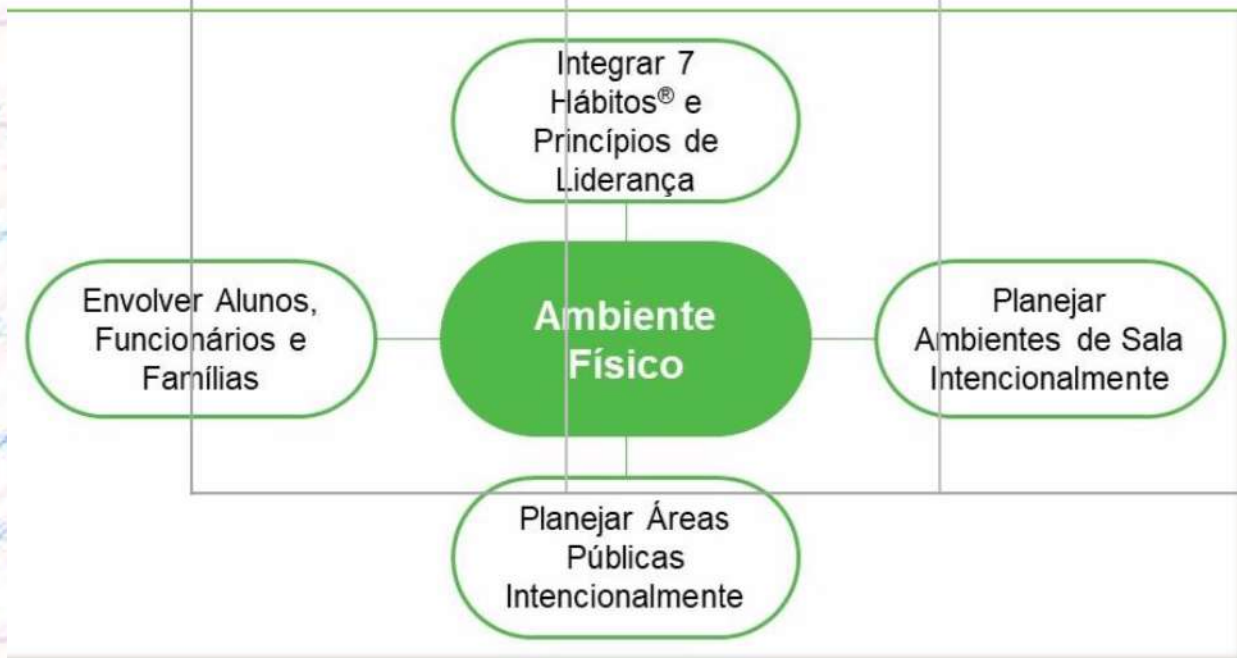 Integrar 7
Hábitos® e
Princípios de
Liderança
Envolver Alunos,
Funcionários e
Famílias
Ambiente
Físico
Planejar
Ambientes de Sala
Intencionalmente
Planejar Áreas
Públicas
Intencionalmente